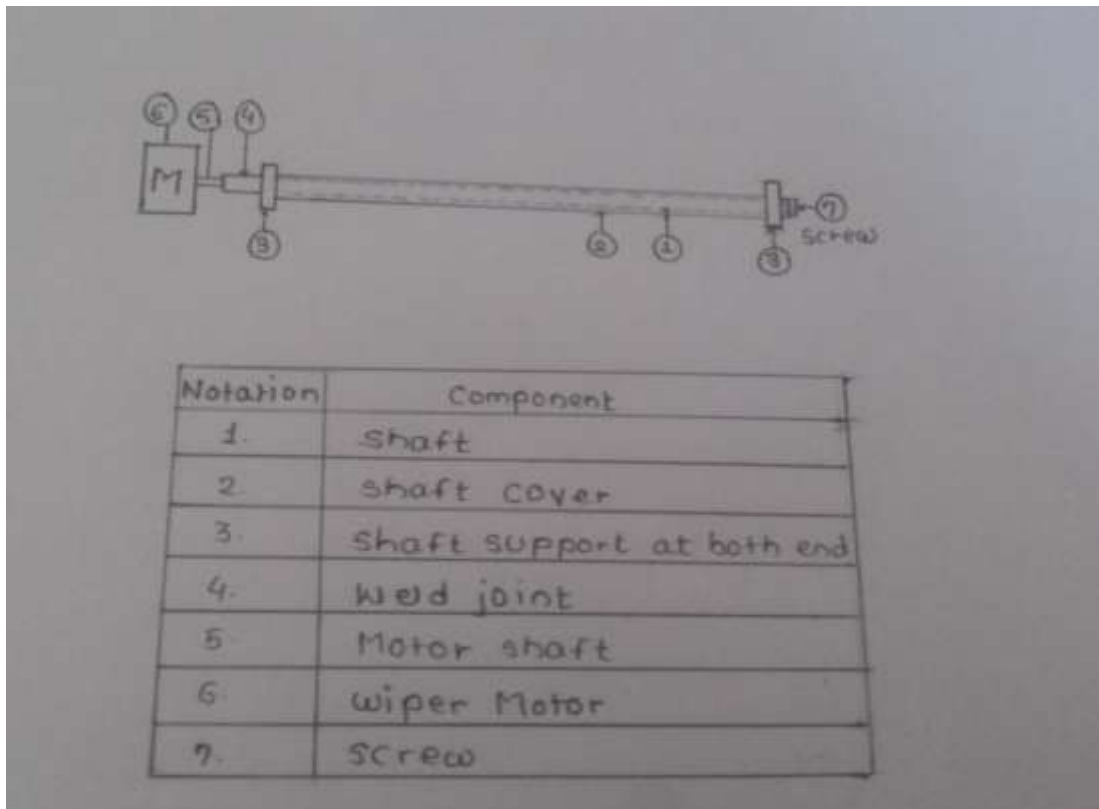 6 5 4
M
7
3 2 1 3
screw
Notation Component
1. shaft
2. shaft cover
3. shaft support at both end
4. weld joint
5. Motor shaft
6. wiper Motor
7. screw